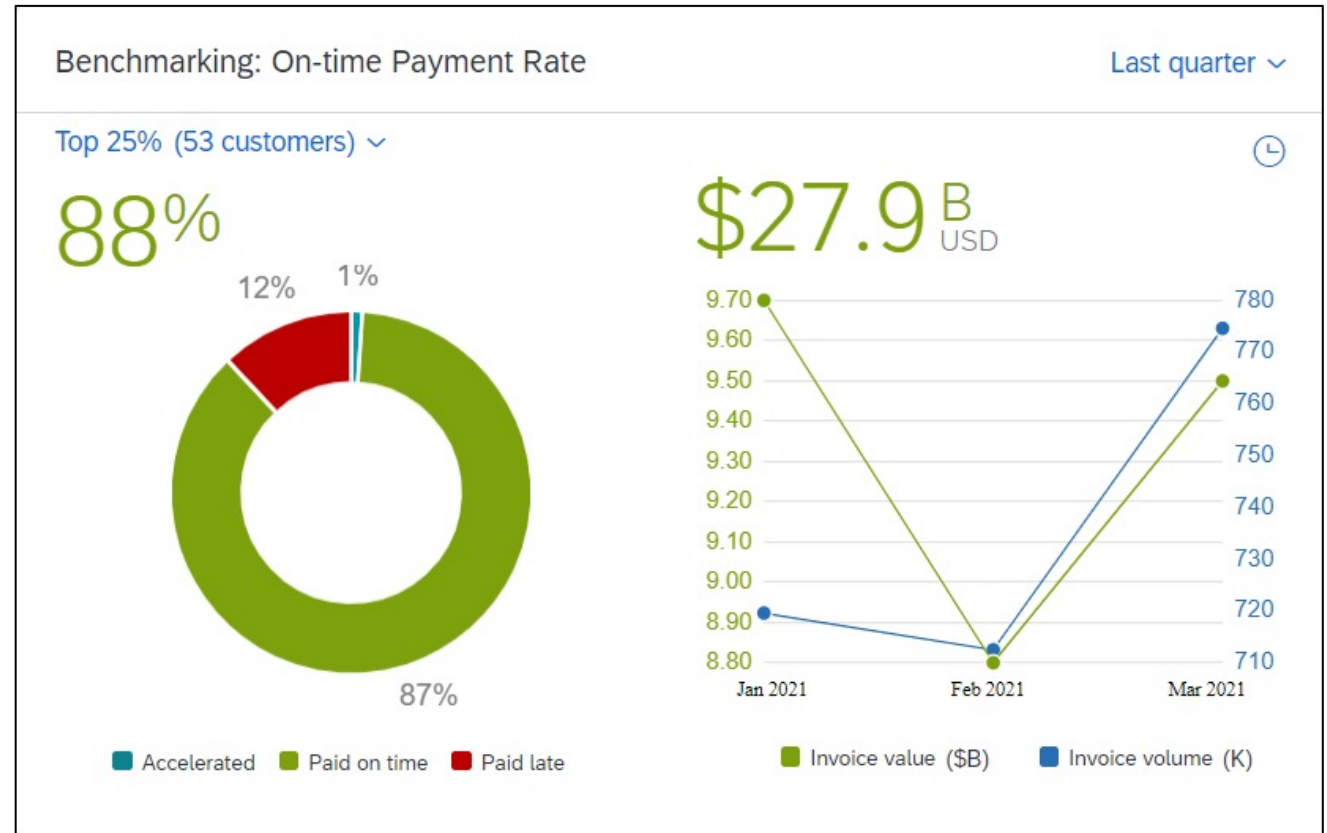 Benchmarking: On-time Payment Rate
Last quarter
Top 25% (53 customers)
88%
12%
1%
87%
Accelerated
Paid on time
Paid late
$27.9 B
USD
9.70
9.60
9.50
9.40
9.30
9.20
9.10
9.00
8.90
8.80
780
770
760
750
740
730
720
710
Jan 2021
Feb 2021
Mar 2021
Invoice value ($B)
Invoice volume (K)